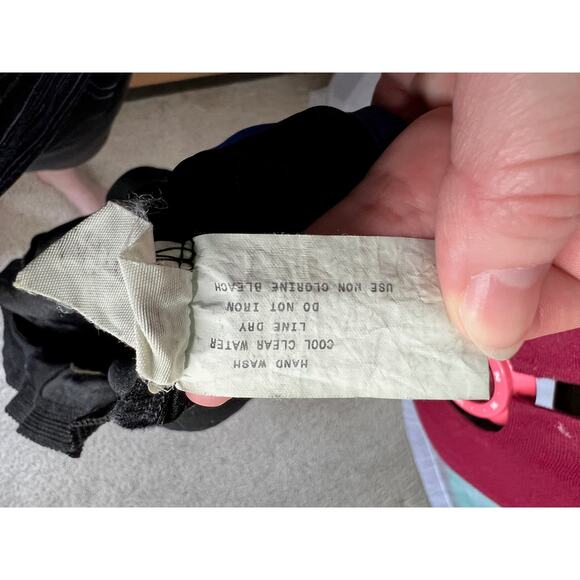 HAND WASH
COOL CLEAR WATER
LINE DRY
DO NOT IRON
USE NON CLORINE BLEACH